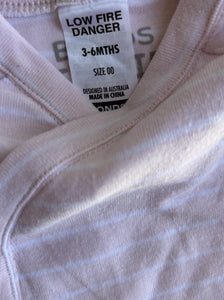 LOW FIRE
DANGER
3-6MTHS
SIZE 00
DESIGNED IN AUSTRALIA
MADE IN CHINA